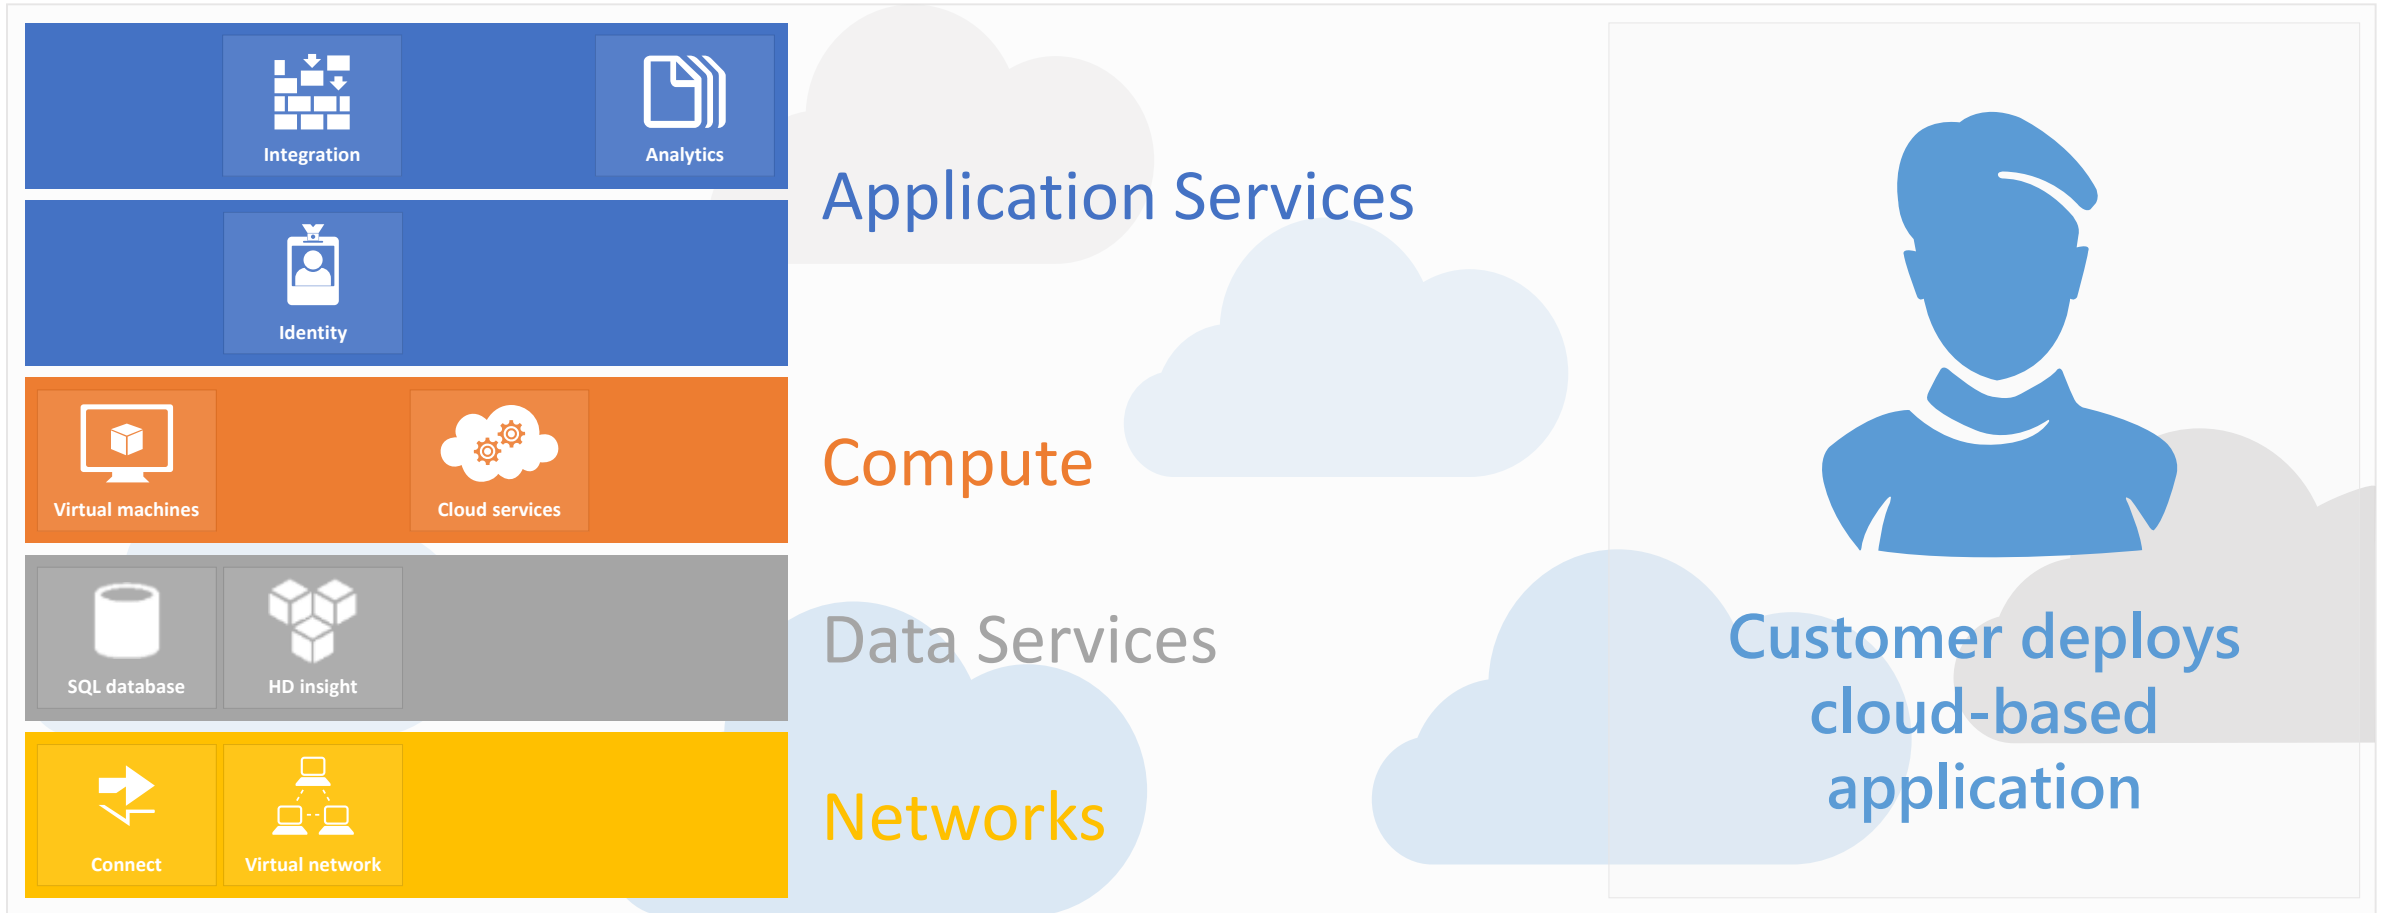 Integration
Analytics
Application Services
Identity
Compute
Virtual machines
Cloud services
Data Services
SQL database
HD insight
Networks
Connect
Virtual network
Customer deploys
cloud-based
application